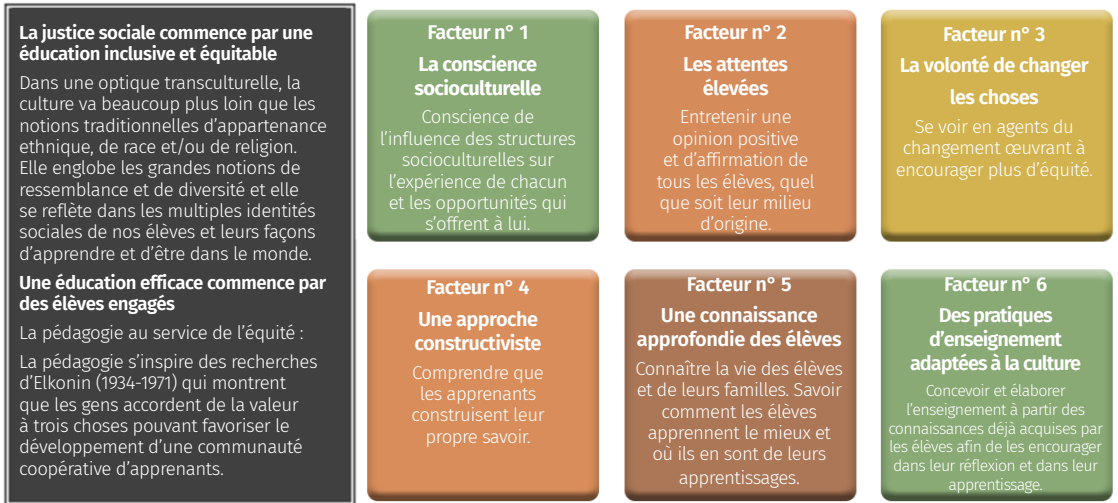 La justice sociale commence par une
éducation inclusive et équitable
Dans une optique transculturelle, la
culture va beaucoup plus loin que les
notions traditionnelles d’appartenance
ethnique, de race et/ou de religion.
Elle englobe les grandes notions de
ressemblance et de diversité et elle
se reflète dans les multiples identités
sociales de nos élèves et leurs façons
d’apprendre et d’être dans le monde.
Une éducation efficace commence par
des élèves engagés
La pédagogie au service de l’équité :
La pédagogie s’inspire des recherches
d’Elkonin (1934-1971) qui montrent
que les gens accordent de la valeur
à trois choses pouvant favoriser le
développement d’une communauté
coopérative d’apprenants.
Facteur n° 1
La conscience
socioculturelle
Conscience de
l’influence des structures
socioculturelles sur
l’expérience de chacun
et les opportunités qui
s’offrent à lui.
Facteur n° 2
Les attentes
élevées
Entretenir une
opinion positive
et d’affirmation de
tous les élèves, quel
que soit leur milieu
d’origine.
Facteur n° 3
La volonté de changer
les choses
Se voir en agents du
changement œuvrant à
encourager plus d’équité.
Facteur n° 4
Une approche
constructiviste
Comprendre que
les apprenants
construisent leur
propre savoir.
Facteur n° 5
Une connaissance
approfondie des élèves
Connaître la vie des élèves
et de leurs familles. Savoir
comment les élèves
apprennent le mieux et
où ils en sont de leurs
apprentissages.
Facteur n° 6
Des pratiques
d’enseignement
adaptées à la culture
Concevoir et élaborer
l’enseignement à partir des
connaissances déjà acquises par
les élèves afin de les encourager
dans leur réflexion et dans leur
apprentissage.